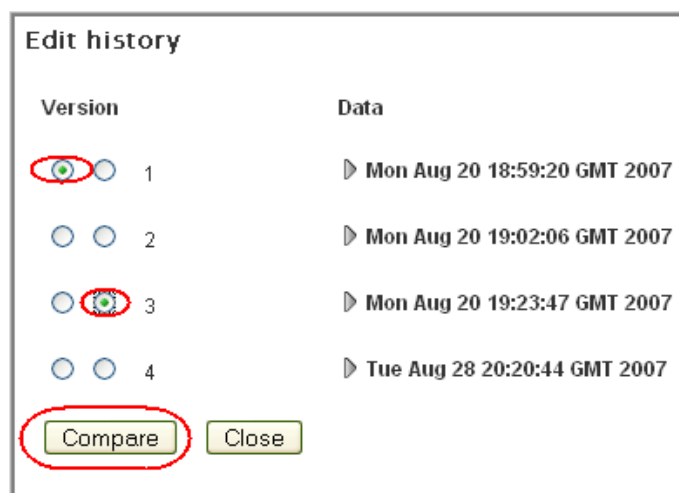 Edit history
Version Data
1 Mon Aug 20 18:59:20 GMT 2007
2 Mon Aug 20 19:02:06 GMT 2007
3 Mon Aug 20 19:23:47 GMT 2007
4 Tue Aug 28 20:20:44 GMT 2007
Compare Close